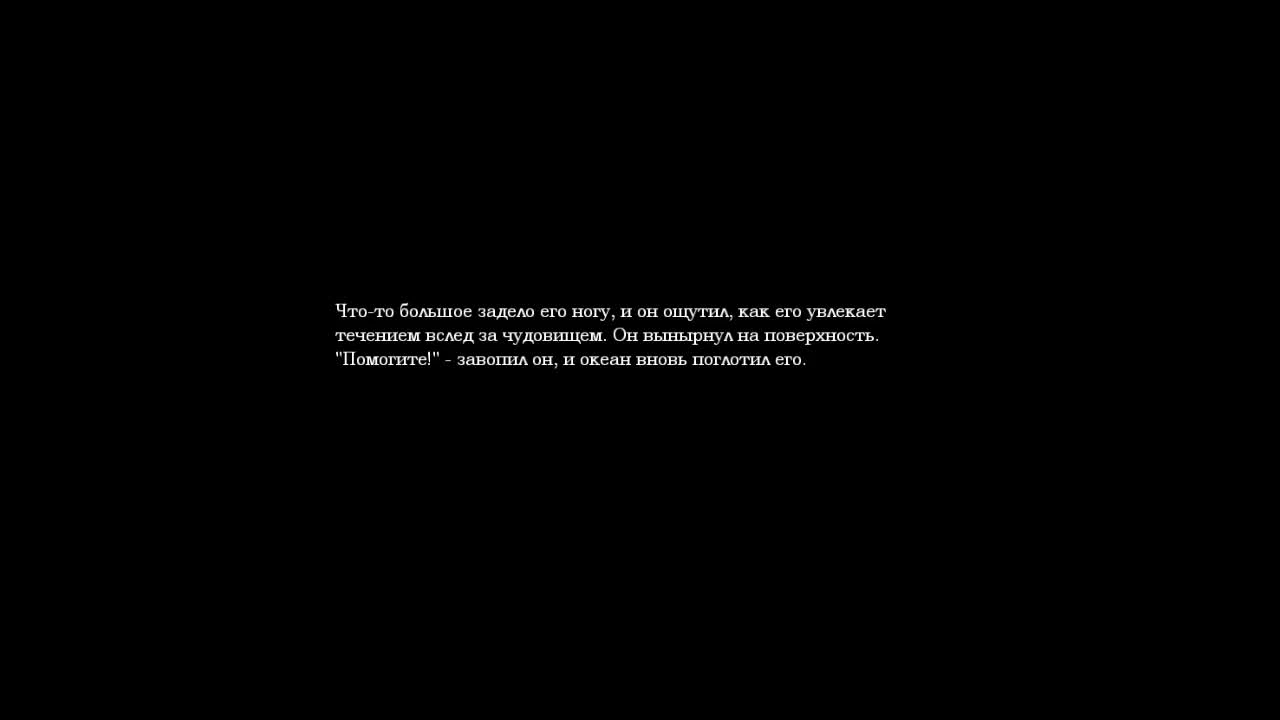 Что-то большое задело его ногу, и он ощутил, как его увлекает
течением вслед за чудовищем. Он вынырнул на поверхность.
"Помогите!" - завопил он, и океан вновь поглотил его.